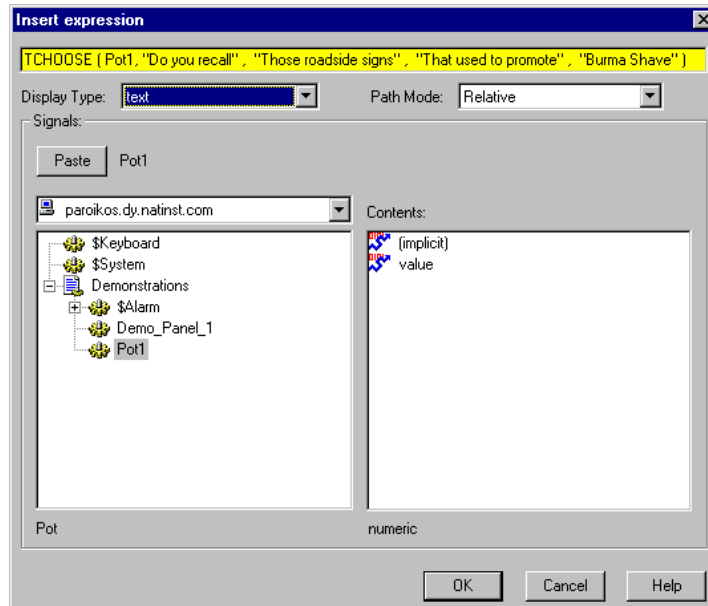 Insert expression
TCHOOSE ( Pot1, "Do you recall" , "Those roadside signs" , "That used to promote" , "Burma Shave" )
Display Type: text Path Mode: Relative
Signals:
Paste Pot1
paroikos.dy.natinst.com
Contents:
$Keyboard
$System
Demonstrations
$Alarm
Demo_Panel_1
Pot1
(implicit)
value
Pot
numeric
OK Cancel Help